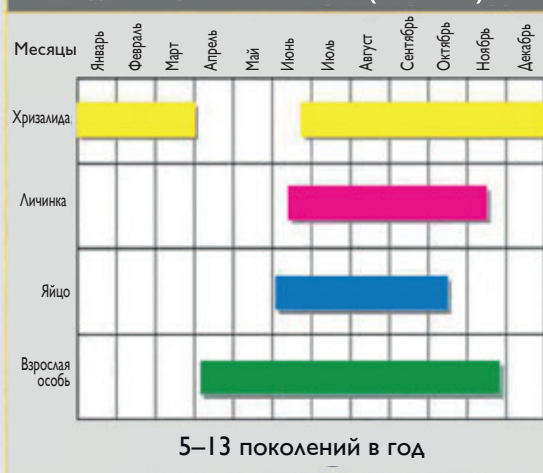 Месяцы
Январь
Февраль
Март
Апрель
Май
Июнь
Июль
Август
Сентябрь
Октябрь
Ноябрь
Декабрь
Хризалида
Личинка
Яйцо
Взрослая
особь
5–13 поколений в год